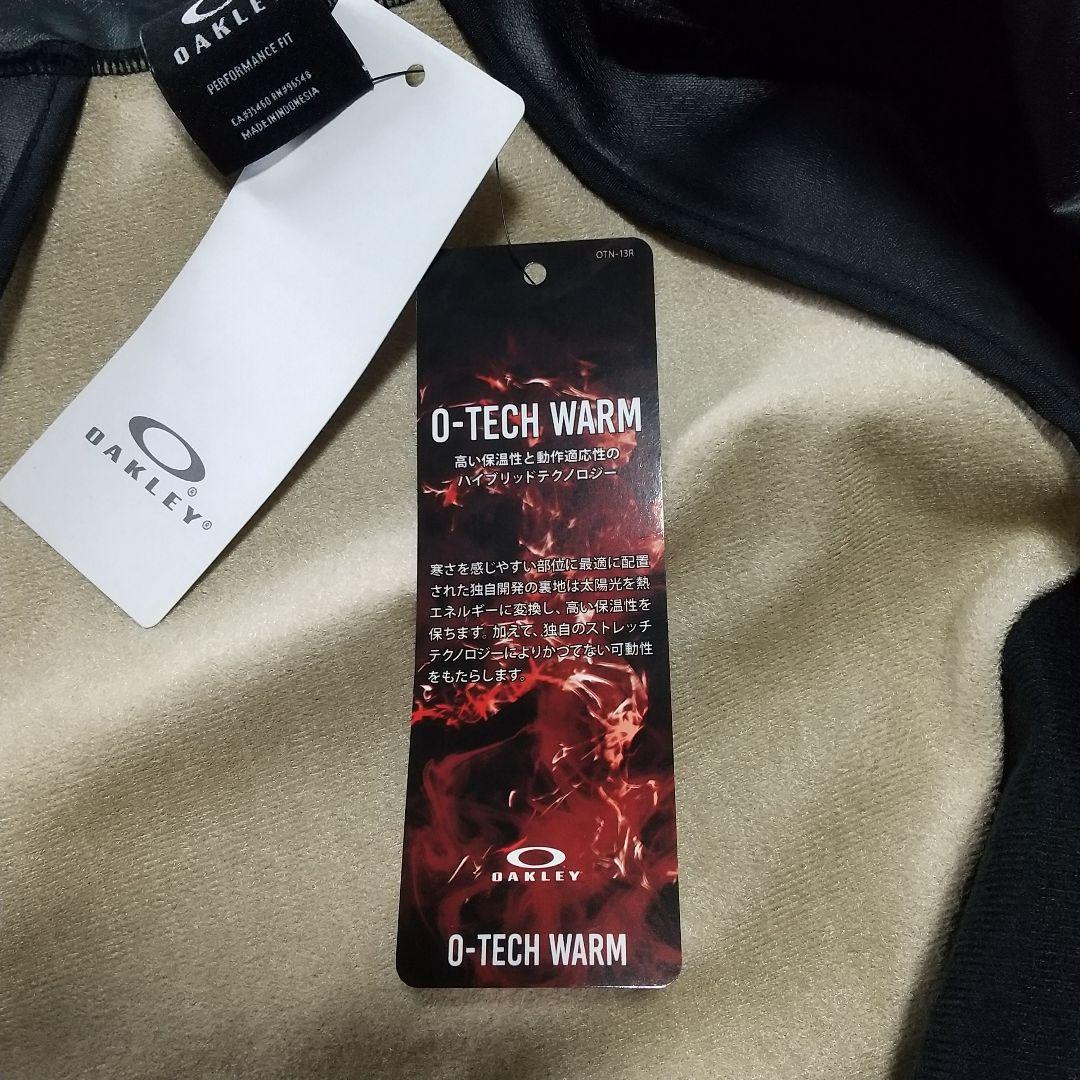 OAKLEY
PERFORMANCE FIT
CA#35460 RN#96548
MADE IN INDONESIA
OAKLEY®
®
OTN-13R
O-TECH WARM
高い保温性と動作適応性の
ハイブリッドテクノロジー
寒さを感じやすい部位に最適に配置
された独自開発の裏地は太陽光を熱
エネルギーに変換し、高い保温性を
保ちます。加えて、独自のストレッチ
テクノロジーによりかつてない可動性
をもたらします。
OAKLEY
O-TECH WARM